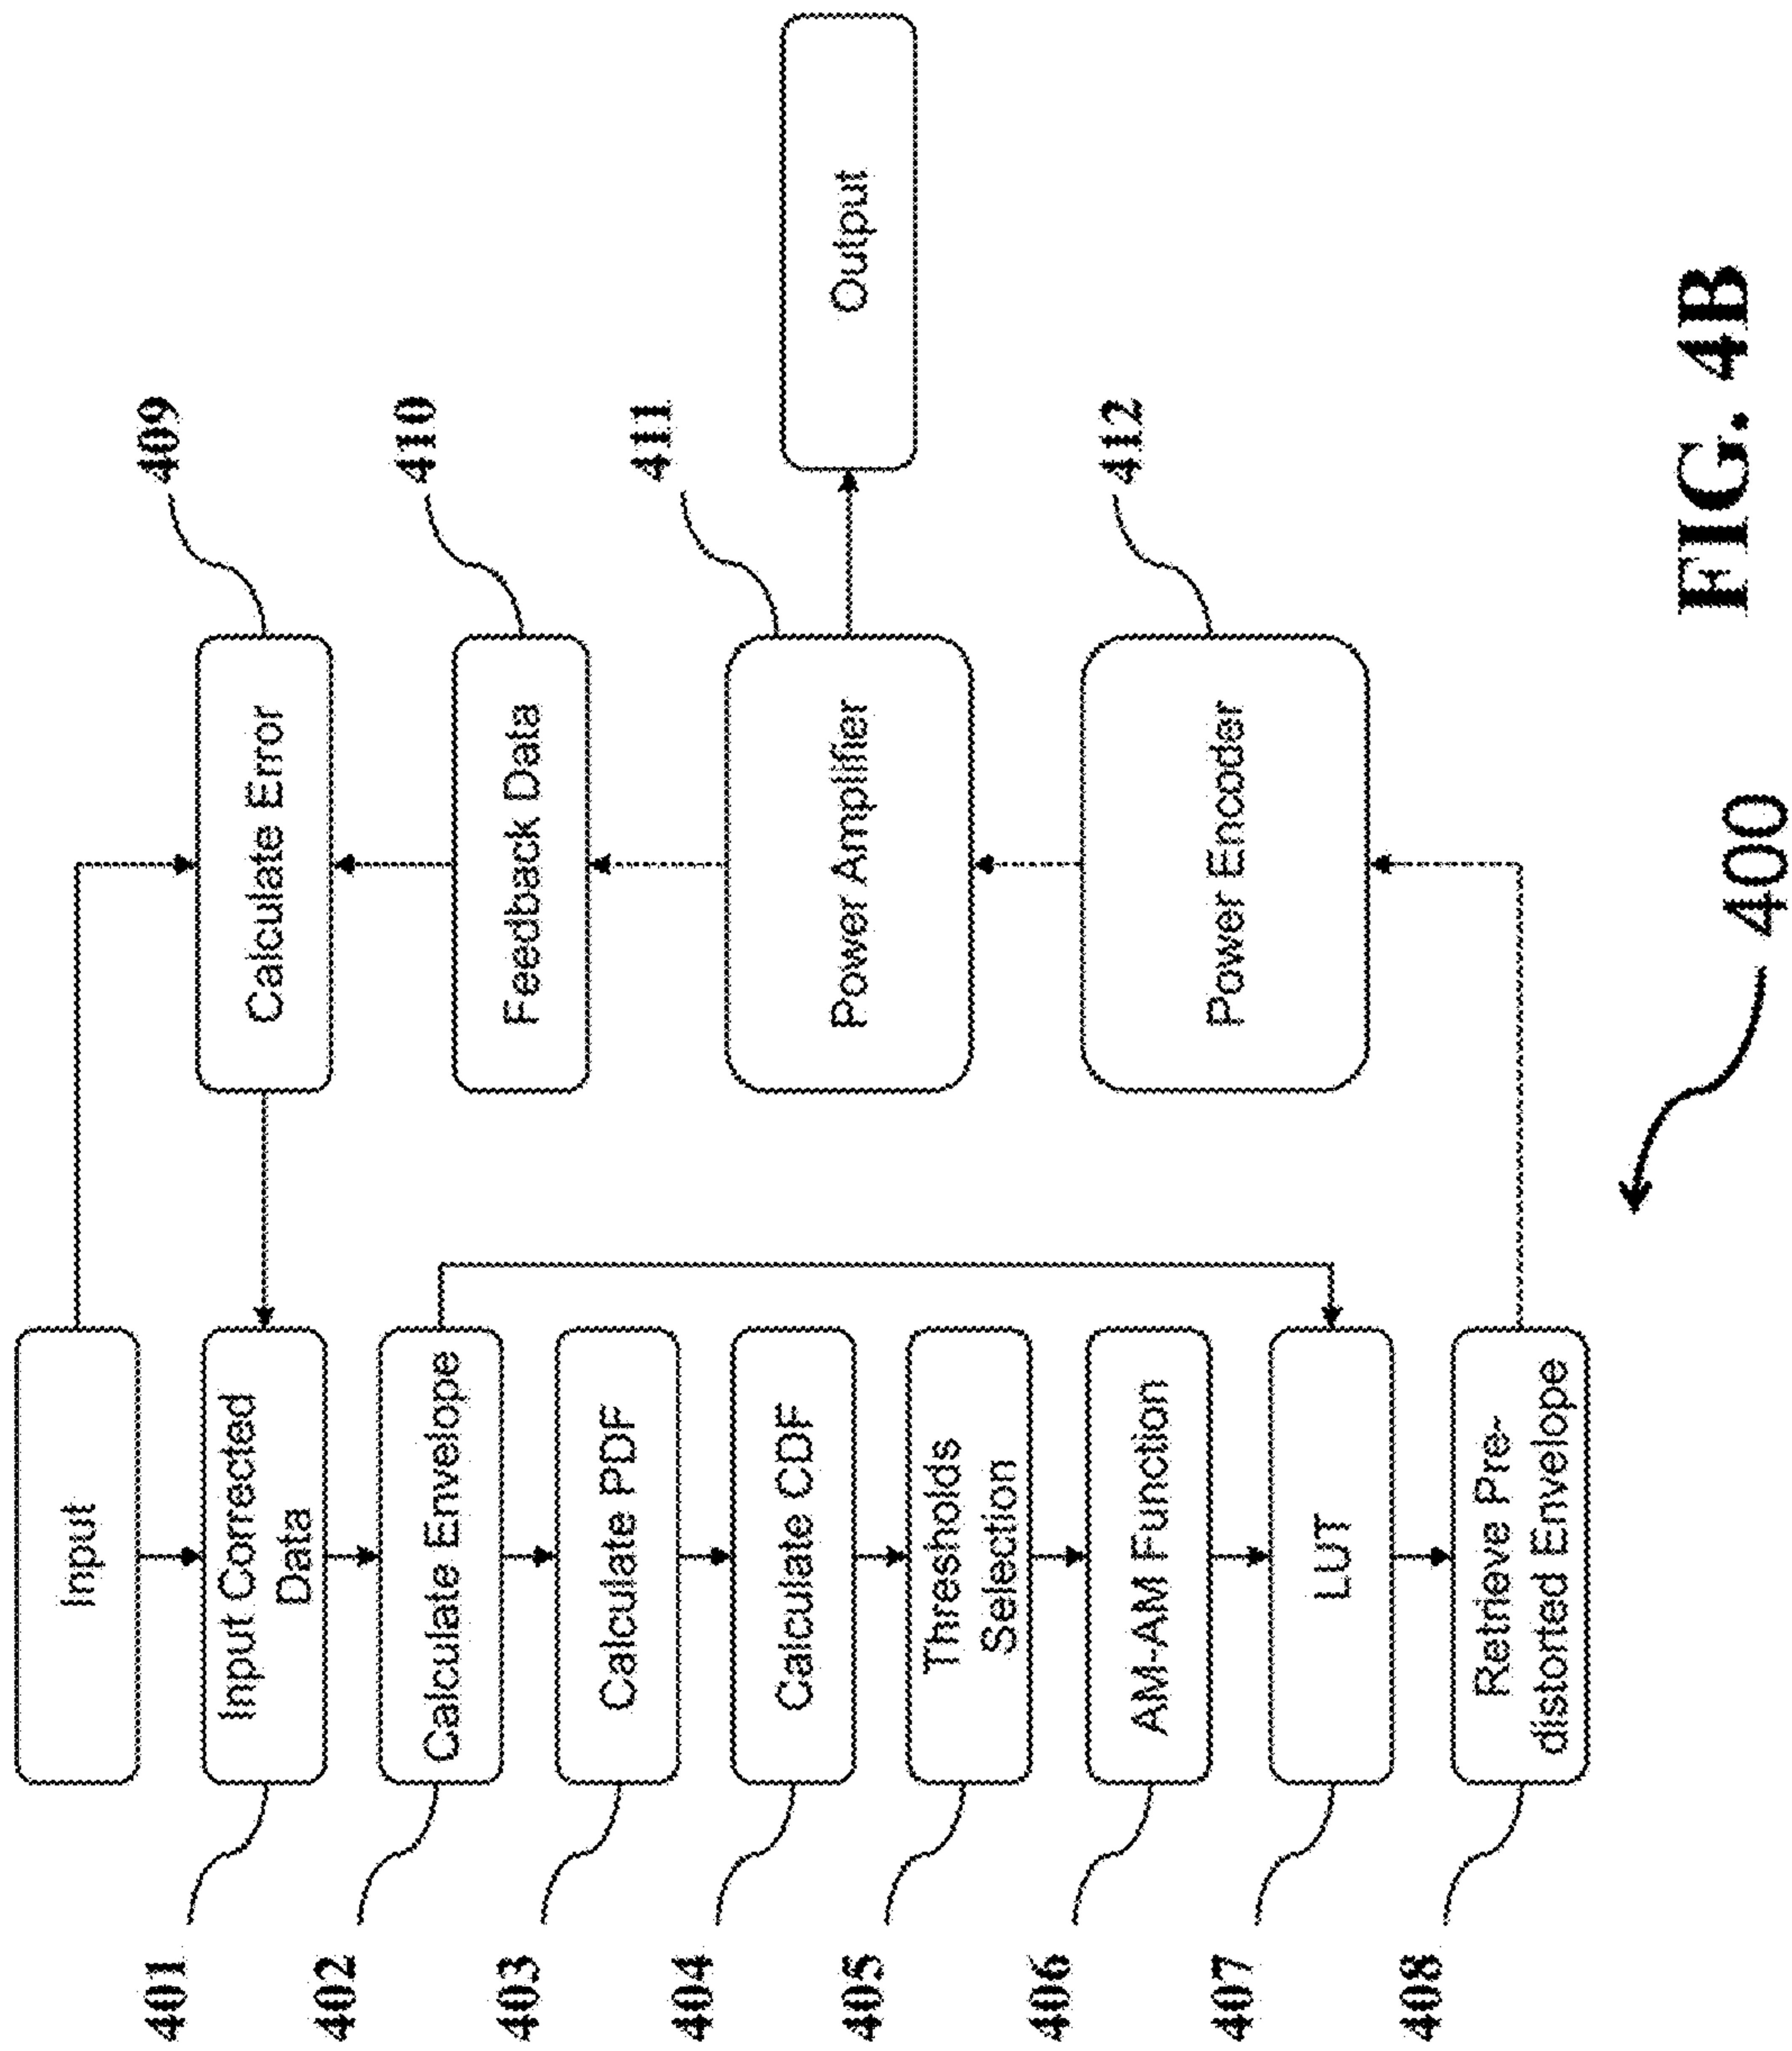 Input
401
Input Corrected
Data
402
Calculate Envelope
403
Calculate PDF
404
Calculate CDF
405
Thresholds
Selection
406
AM-AM Function
407
LUT
408
Retrieve Pre-
distorted Envelope
409
Calculate Error
410
Feedback Data
411
Power Amplifier
Output
412
Power Encoder
400
FIG. 4B